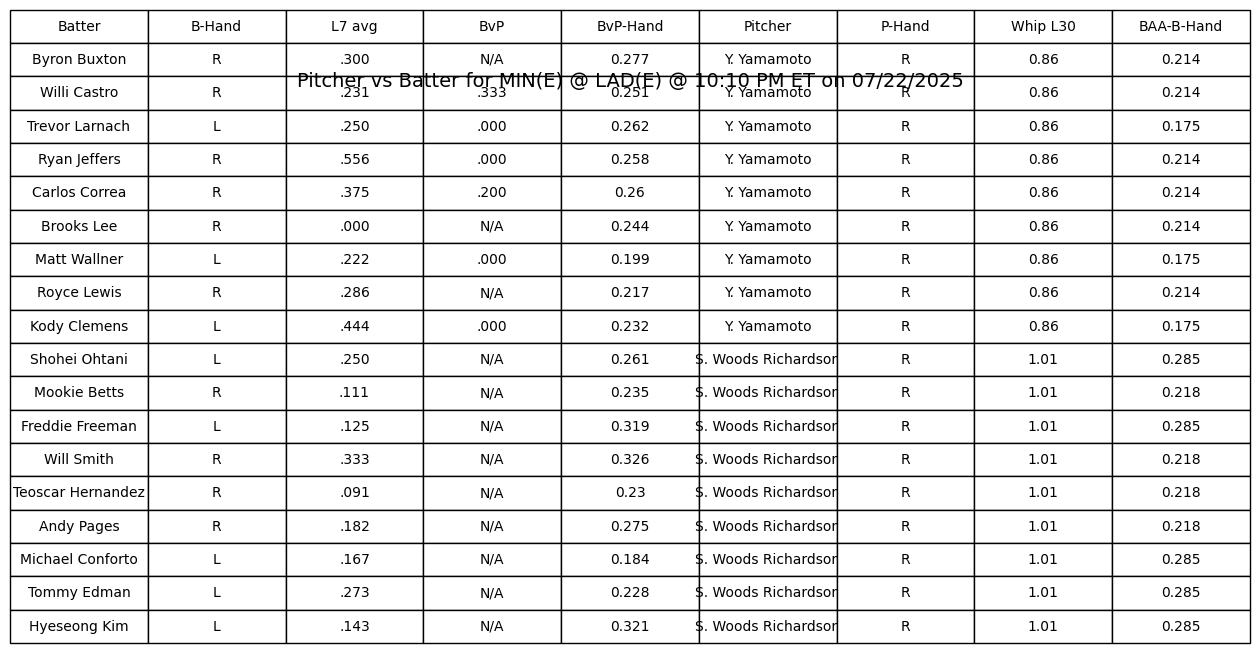 Batter B-Hand L7 avg BvP BvP-Hand Pitcher P-Hand Whip L30 BAA-B-Hand
Byron Buxton R .300 N/A 0.277 Y. Yamamoto R 0.86 0.214
Pitcher vs Batter for MIN(E) @ LAD(E) @ 10:10 PM ET on 07/22/2025
Willi Castro R .231 .333 0.251 Y. Yamamoto R 0.86 0.214
Trevor Larnach L .250 .000 0.262 Y. Yamamoto R 0.86 0.175
Ryan Jeffers R .556 .000 0.258 Y. Yamamoto R 0.86 0.214
Carlos Correa R .375 .200 0.26 Y. Yamamoto R 0.86 0.214
Brooks Lee R .000 N/A 0.244 Y. Yamamoto R 0.86 0.214
Matt Wallner L .222 .000 0.199 Y. Yamamoto R 0.86 0.175
Royce Lewis R .286 N/A 0.217 Y. Yamamoto R 0.86 0.214
Kody Clemens L .444 .000 0.232 Y. Yamamoto R 0.86 0.175
Shohei Ohtani L .250 N/A 0.261 S. Woods Richardson R 1.01 0.285
Mookie Betts R .111 N/A 0.235 S. Woods Richardson R 1.01 0.218
Freddie Freeman L .125 N/A 0.319 S. Woods Richardson R 1.01 0.285
Will Smith R .333 N/A 0.326 S. Woods Richardson R 1.01 0.218
Teoscar Hernandez R .091 N/A 0.23 S. Woods Richardson R 1.01 0.218
Andy Pages R .182 N/A 0.275 S. Woods Richardson R 1.01 0.218
Michael Conforto L .167 N/A 0.184 S. Woods Richardson R 1.01 0.285
Tommy Edman L .273 N/A 0.228 S. Woods Richardson R 1.01 0.285
Hyeseong Kim L .143 N/A 0.321 S. Woods Richardson R 1.01 0.285